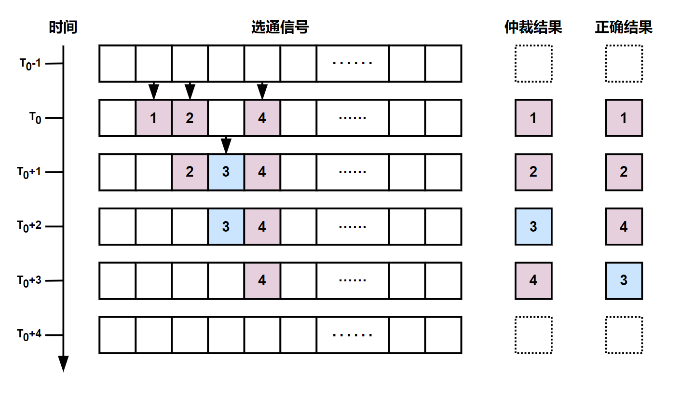 时间 选通信号 仲裁结果 正确结果
T0-1 ······
T0 1 2 4 ······ 1 1
T0+1 2 3 4 ······ 2 2
T0+2 3 4 ······ 3 4
T0+3 4 ······ 4 3
T0+4 ······